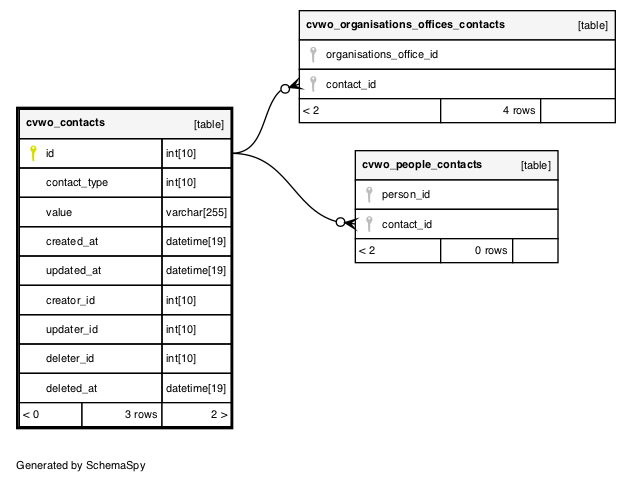 cvwo_organisations_offices_contacts [table]
organisations_office_id
contact_id
< 2 4 rows
cvwo_contacts [table]
id int[10]
contact_type int[10]
value varchar[255]
created_at datetime[19]
updated_at datetime[19]
creator_id int[10]
updater_id int[10]
deleter_id int[10]
deleted_at datetime[19]
< 0 3 rows 2 >
cvwo_people_contacts [table]
person_id
contact_id
< 2 0 rows
Generated by SchemaSpy